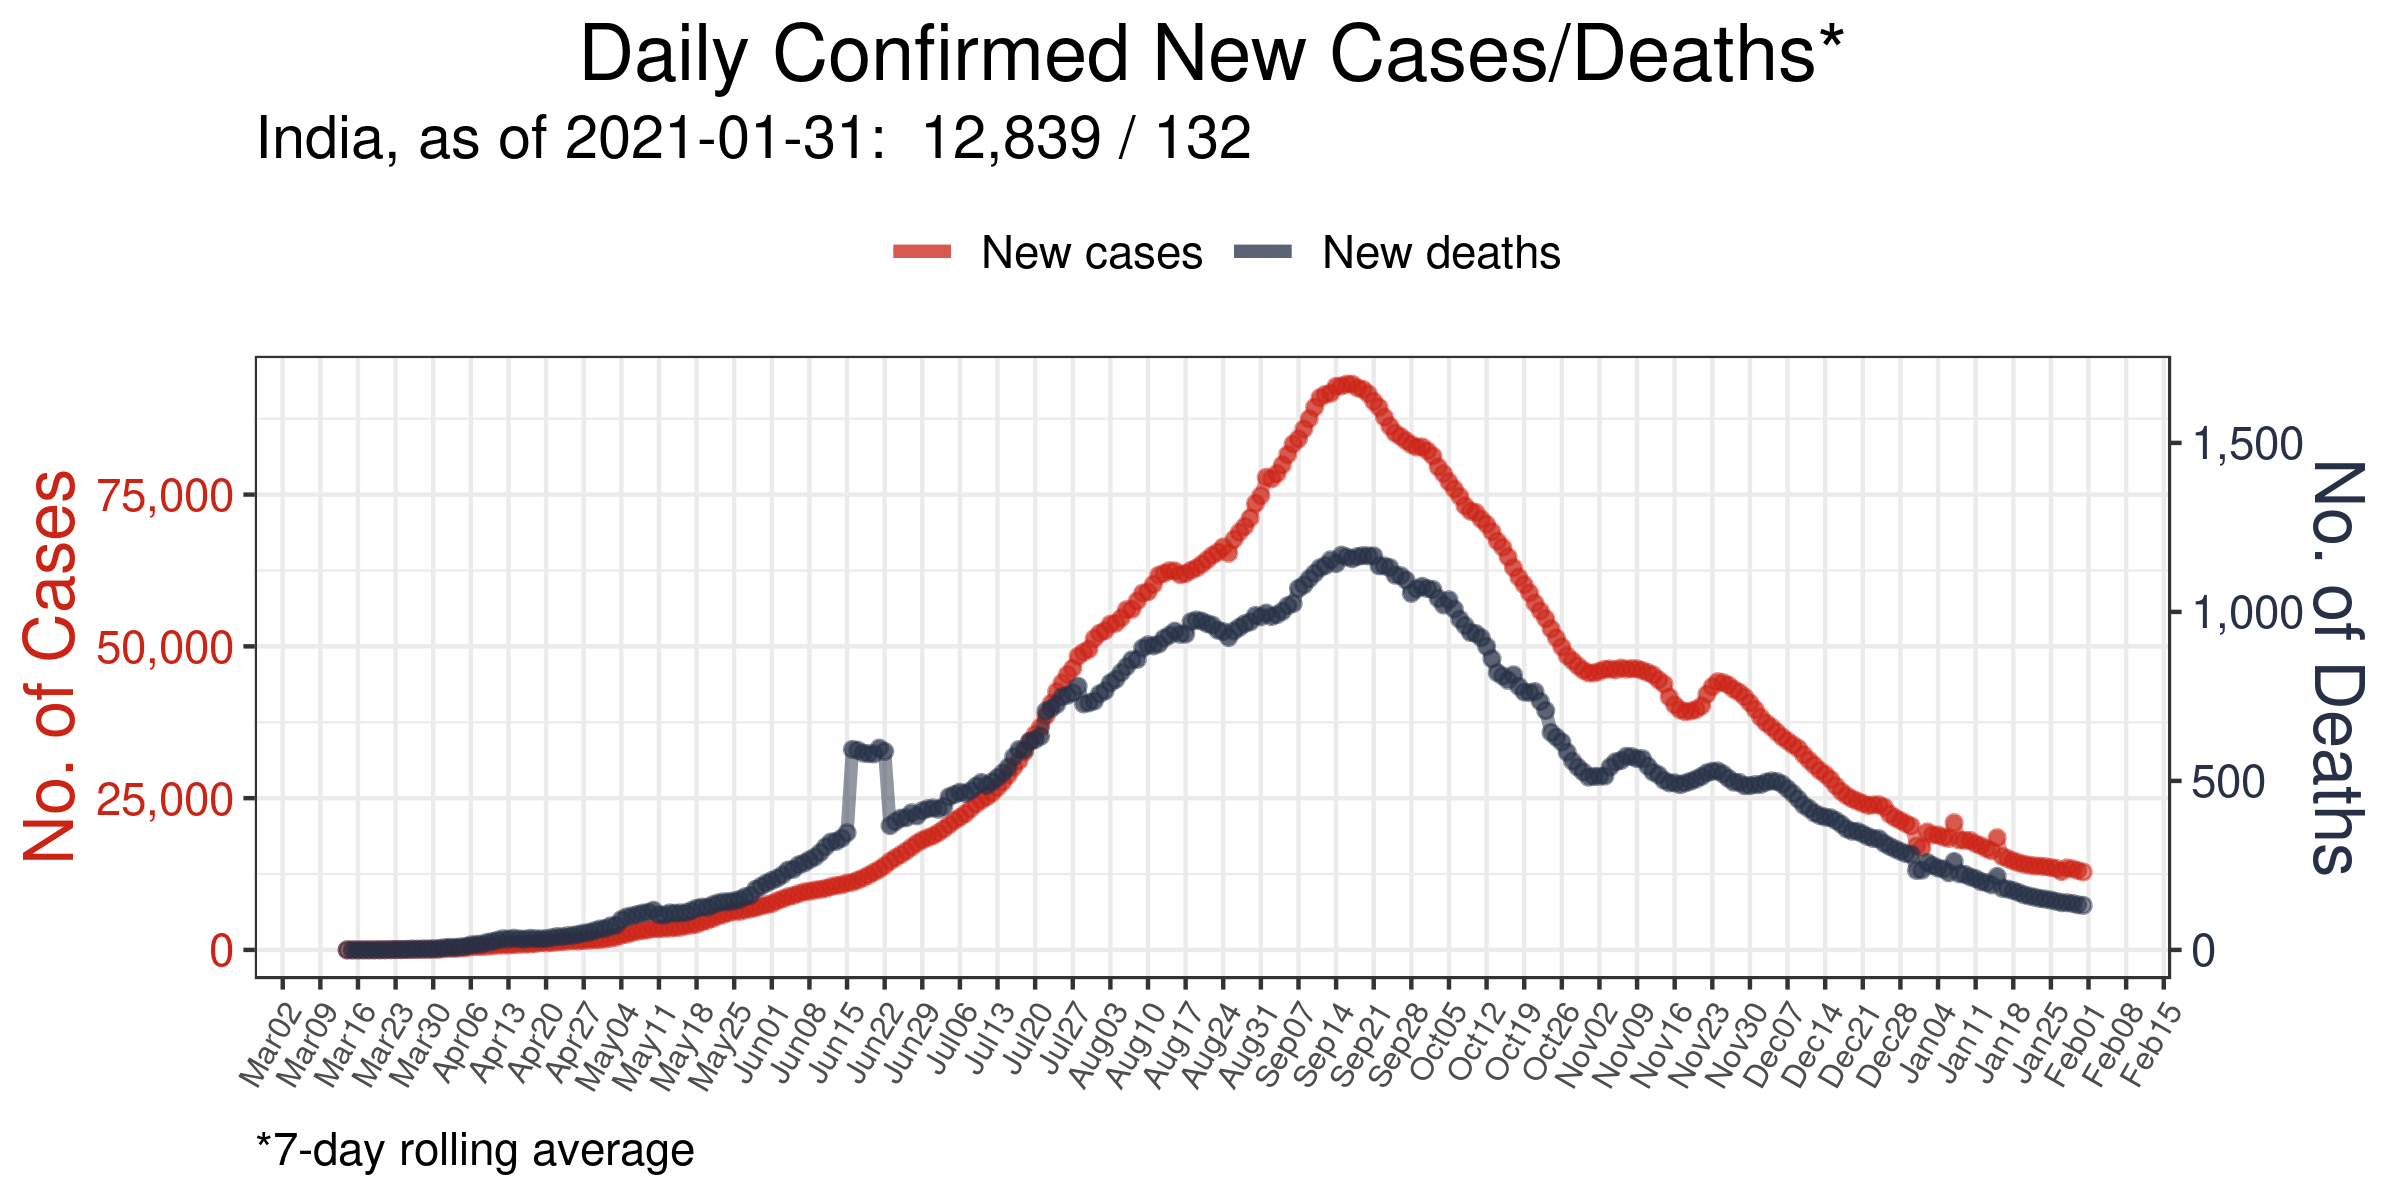 Daily Confirmed New Cases/Deaths*
India, as of 2021-01-31:  12,839 / 132
New cases
New deaths
No. of Cases
75,000
50,000
25,000
0
1,500
1,000
500
0
No. of Deaths
Mar02
Mar09
Mar16
Mar23
Mar30
Apr06
Apr13
Apr20
Apr27
May04
May11
May18
May25
Jun01
Jun08
Jun15
Jun22
Jun29
Jul06
Jul13
Jul20
Jul27
Aug03
Aug10
Aug17
Aug24
Aug31
Sep07
Sep14
Sep21
Sep28
Oct05
Oct12
Oct19
Oct26
Nov02
Nov09
Nov16
Nov23
Nov30
Dec07
Dec14
Dec21
Dec28
Jan04
Jan11
Jan18
Jan25
Feb01
Feb08
Feb15
*7-day rolling average